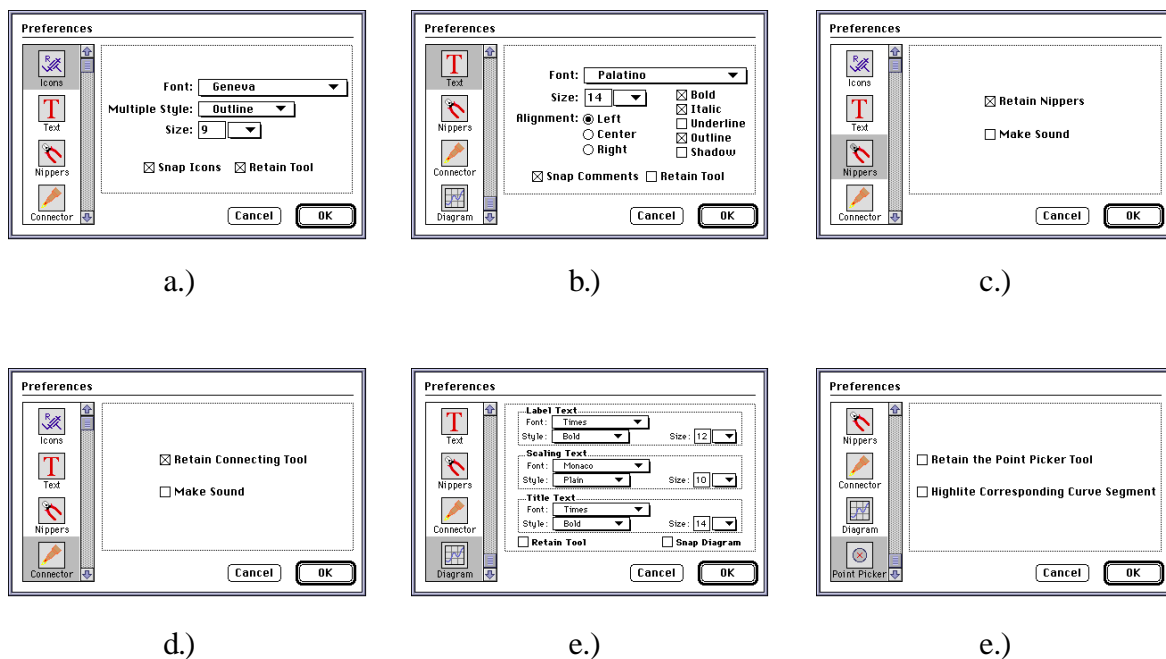 Preferences
Icons
Text
Nippers
Connector
Font: Geneva
Multiple Style: Outline
Size: 9
Snap Icons Retain Tool
Cancel OK
a.)
Preferences
Text
Nippers
Connector
Diagram
Font: Palatino
Size: 14
Bold
Italic
Underline
Outline
Shadow
Alignment: Left
Center
Right
Snap Comments Retain Tool
Cancel OK
b.)
Preferences
Icons
Text
Nippers
Connector
Retain Nippers
Make Sound
Cancel OK
c.)
Preferences
Icons
Text
Nippers
Connector
Retain Connecting Tool
Make Sound
Cancel OK
d.)
Preferences
Text
Nippers
Connector
Diagram
Label Text
Font: Times
Style: Bold Size: 12
Scaling Text
Font: Monaco
Style: Plain Size: 10
Title Text
Font: Times
Style: Bold Size: 14
Retain Tool Snap Diagram
Cancel OK
e.)
Preferences
Nippers
Connector
Diagram
Point Picker
Retain the Point Picker Tool
Highlite Corresponding Curve Segment
Cancel OK
e.)